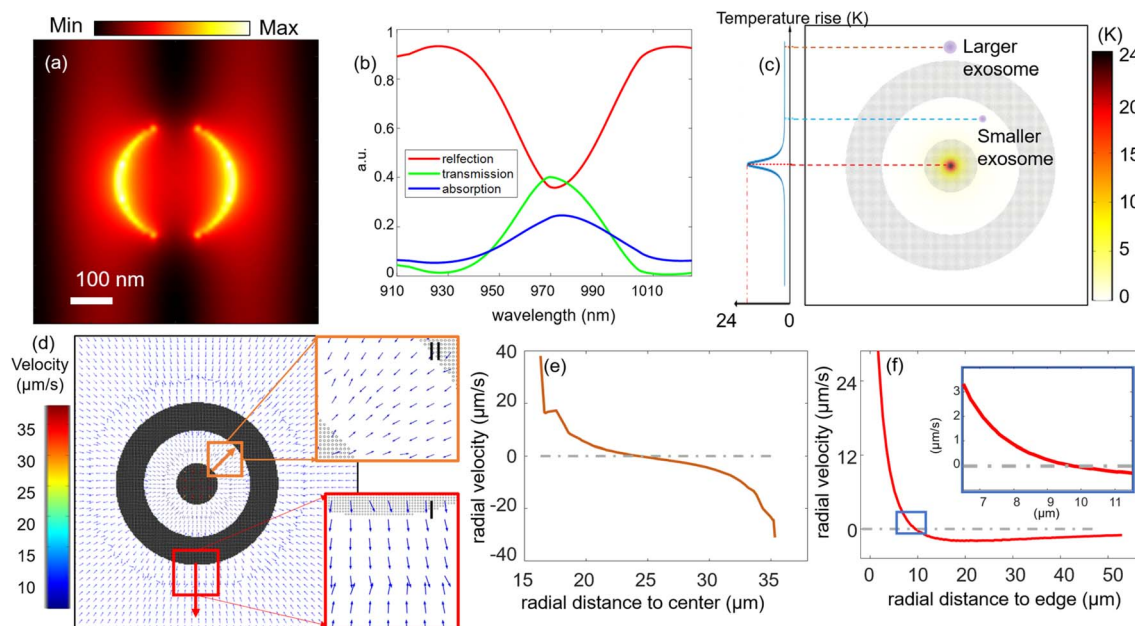 Min Max
(a)
100 nm
(b)
1
0.8
0.6
0.4
0.2
0
a.u.
relfection
transmission
absorption
910 930 950 970 990 1010
wavelength (nm)
Temperature rise (K)
(c)
Larger
exosome
Smaller
exosome
24 0
(K)
24
20
15
10
5
0
(d)
Velocity
(μm/s)
35
30
25
20
15
10
II
I
(e)
40
20
0
-20
-40
radial velocity (μm/s)
15 20 25 30 35
radial distance to center (μm)
(f)
28
12
0
radial velocity (μm/s)
0 10 20 30 40 50
radial distance to edge (μm)
3
2
1
0
(μm/s)
7 8 9 10 11
(μm)